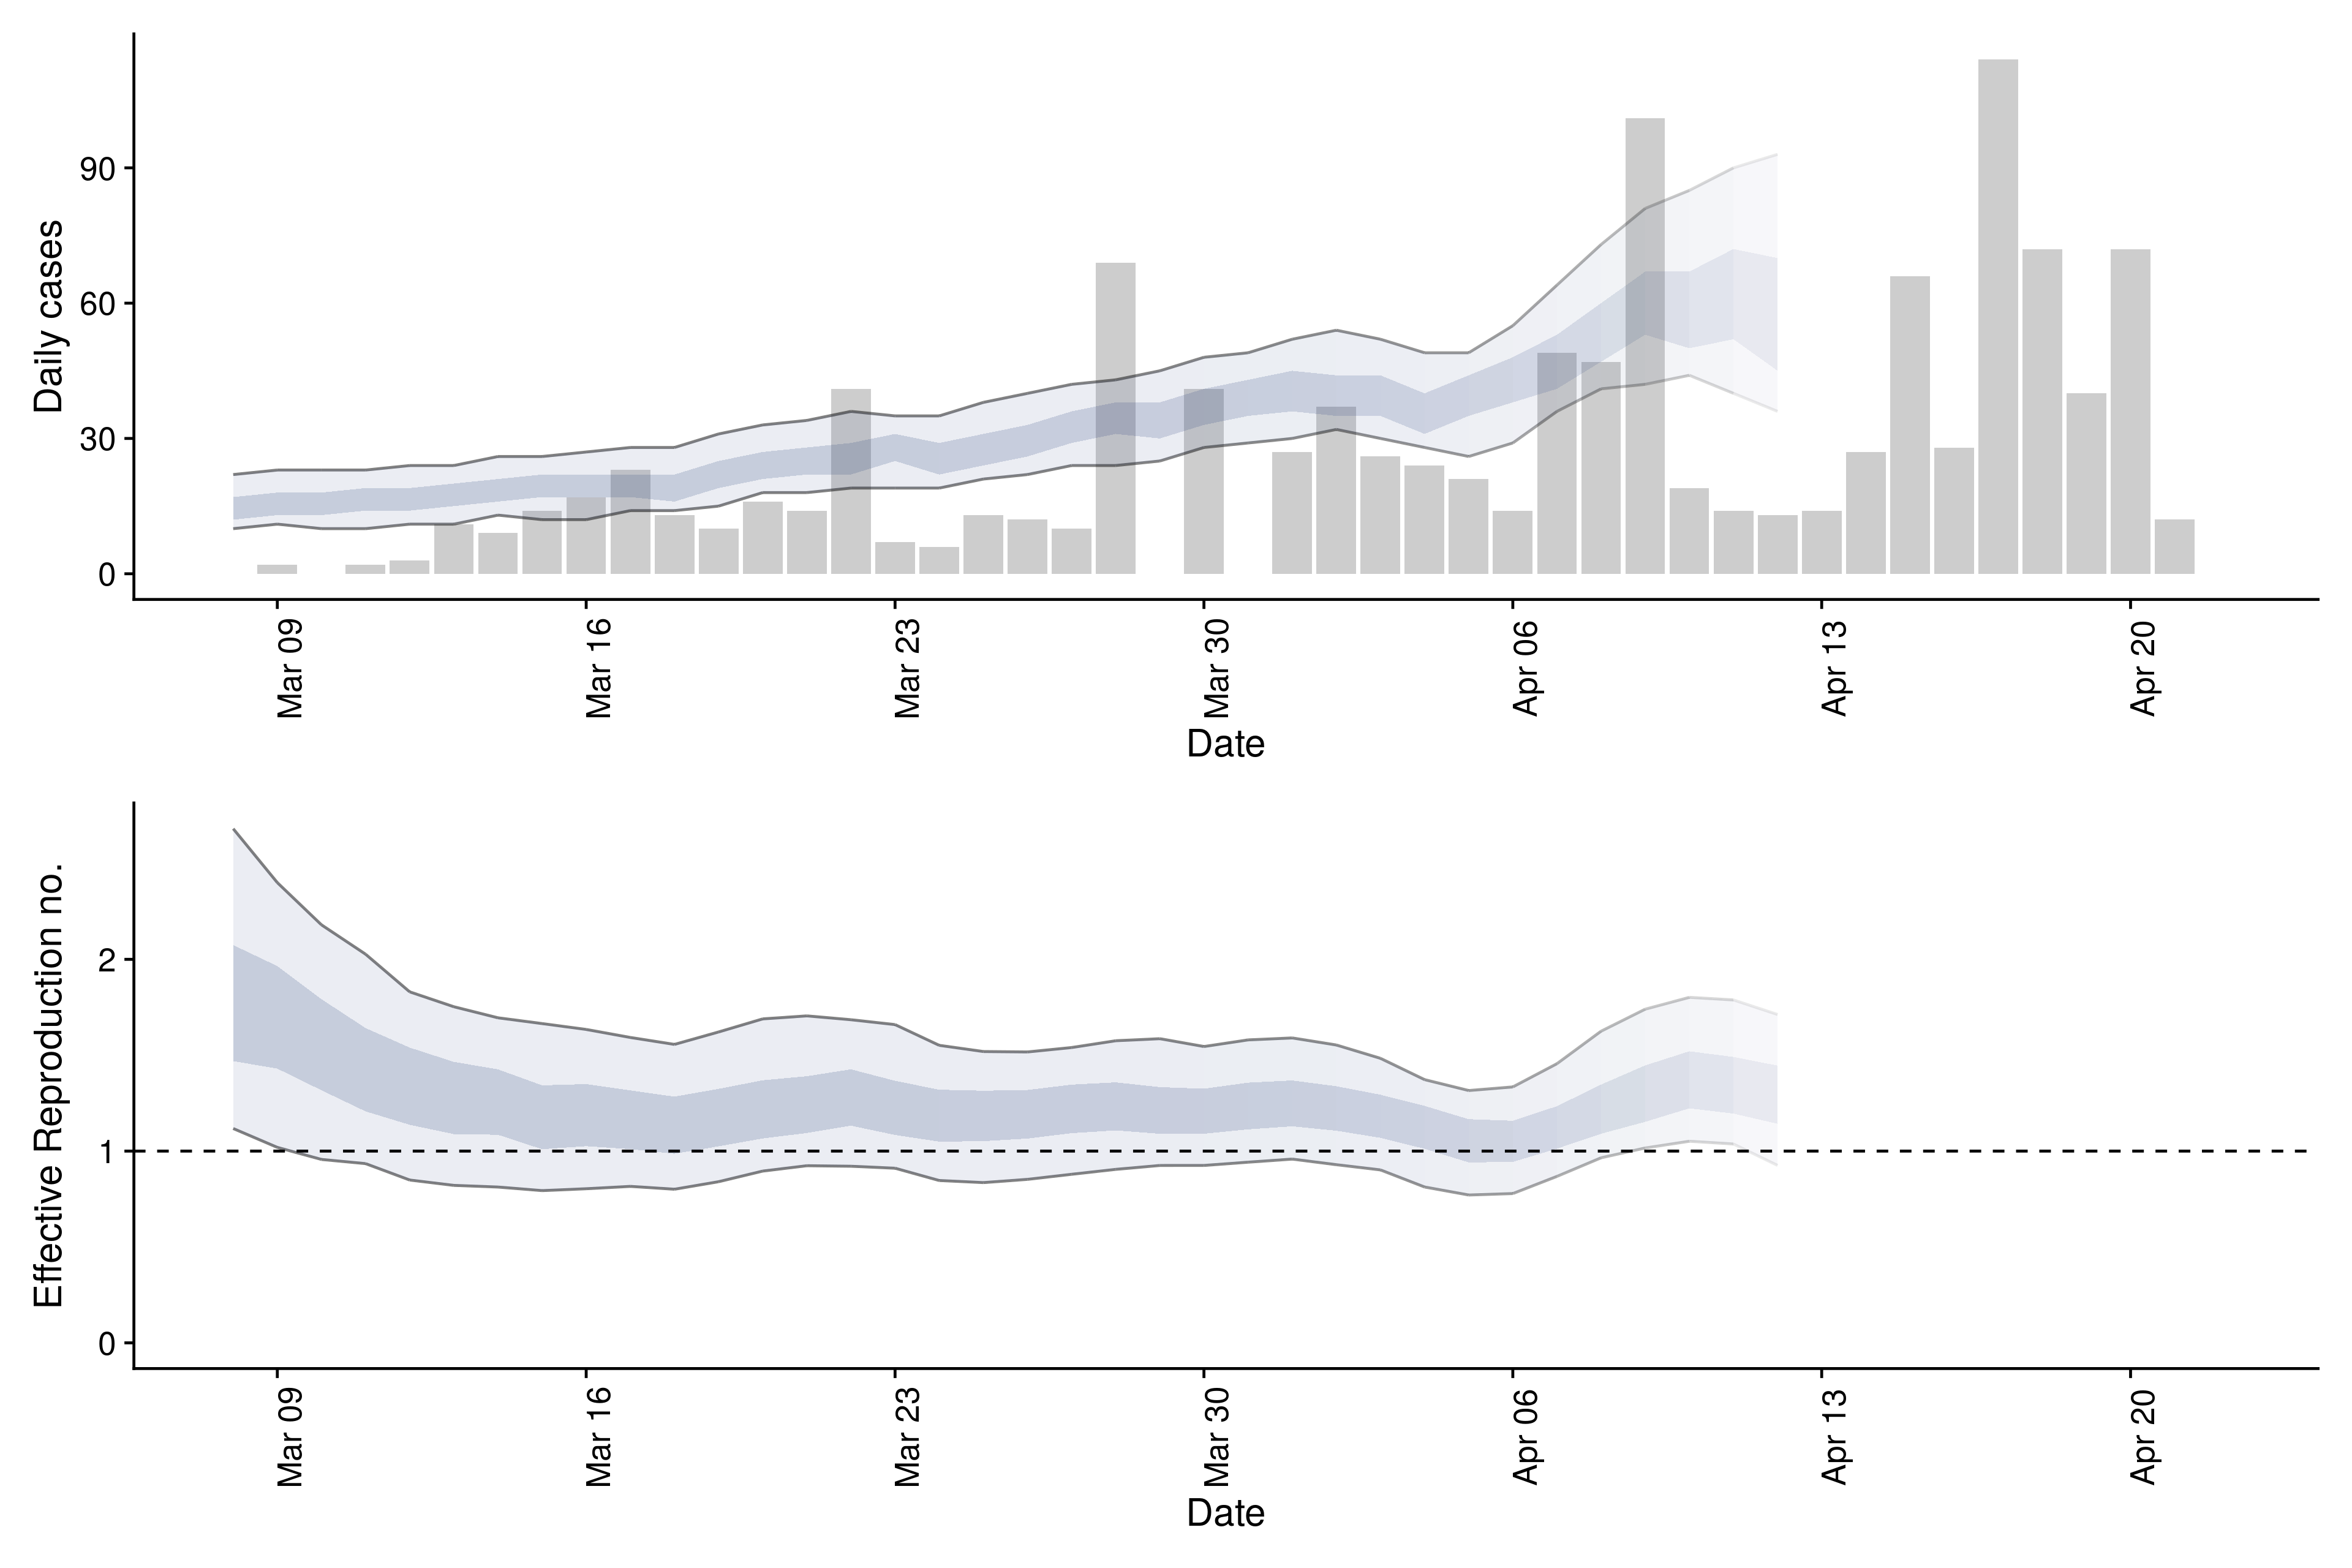 Daily cases
90
60
30
0
Mar 09
Mar 16
Mar 23
Mar 30
Apr 06
Apr 13
Apr 20
Date
Effective Reproduction no.
2
1
0
Mar 09
Mar 16
Mar 23
Mar 30
Apr 06
Apr 13
Apr 20
Date